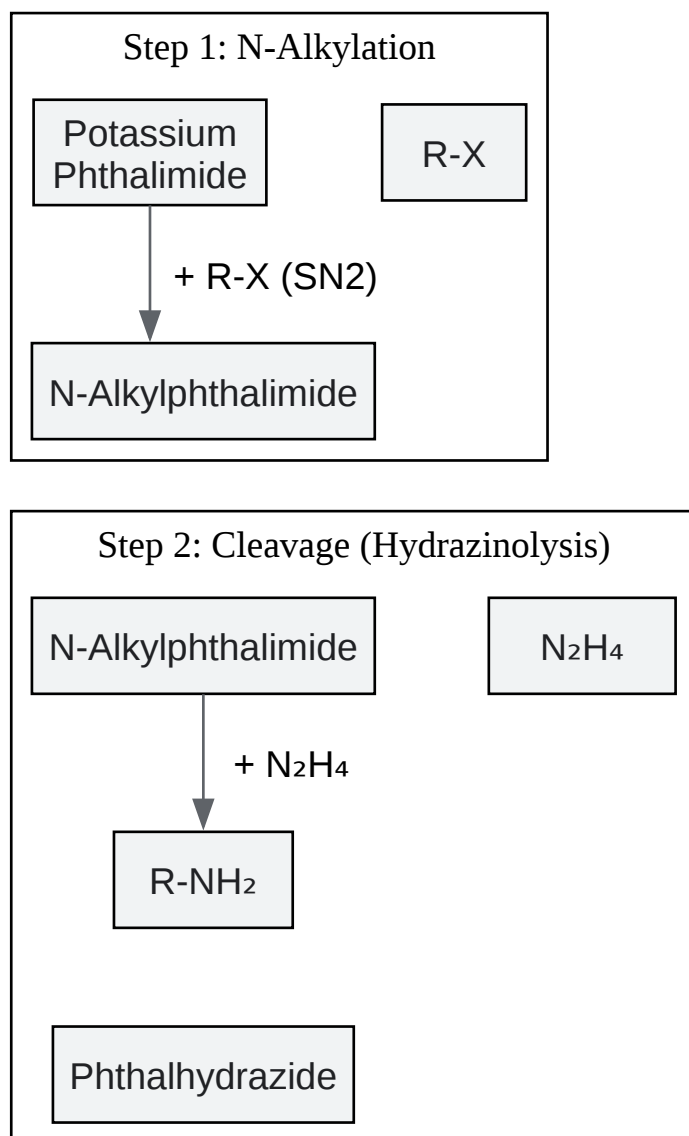 Step 1: N-Alkylation
Potassium
Phthalimide
R-X
+ R-X (SN2)
N-Alkylphthalimide
Step 2: Cleavage (Hydrazinolysis)
N-Alkylphthalimide
N₂H₄
+ N₂H₄
R-NH₂
Phthalhydrazide